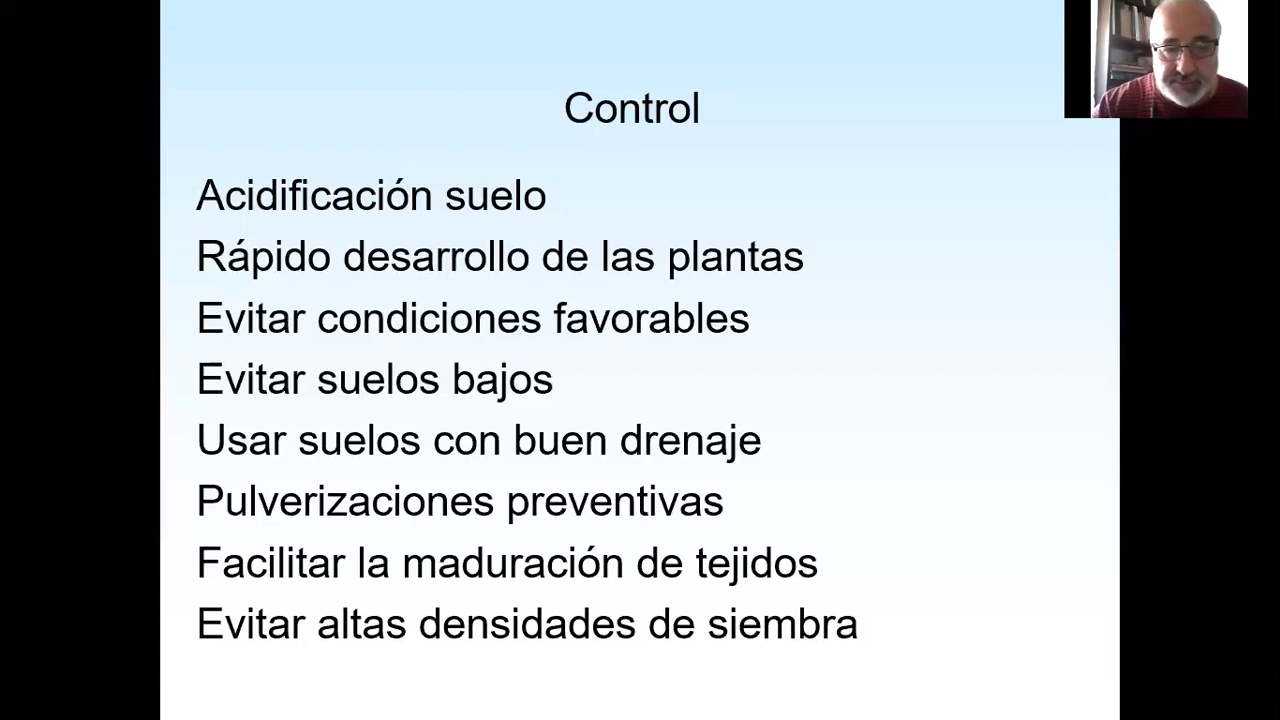 Control
Acidificación suelo
Rápido desarrollo de las plantas
Evitar condiciones favorables
Evitar suelos bajos
Usar suelos con buen drenaje
Pulverizaciones preventivas
Facilitar la maduración de tejidos
Evitar altas densidades de siembra